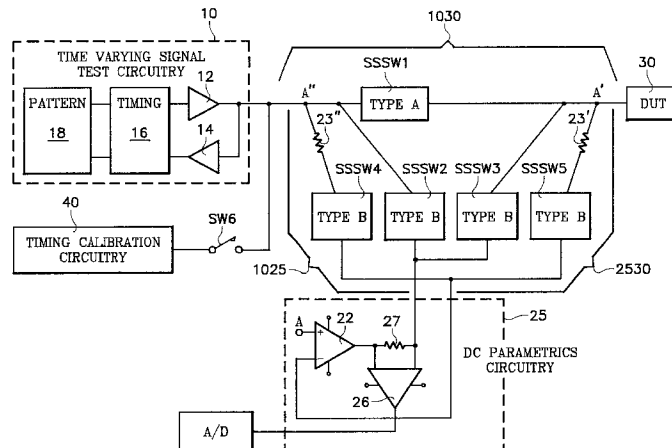 10
1030
TIME VARYING SIGNAL
TEST CIRCUITRY
12
SSSW1
30
PATTERN
18
TIMING
16
14
A"
TYPE A
A'
DUT
23"
23'
SSSW4
SSSW2
SSSW3
SSSW5
TYPE B
TYPE B
TYPE B
TYPE B
40
SW6
TIMING CALIBRATION
CIRCUITRY
1025
2530
A
+
−
22
27
25
DC PARAMETRICS
CIRCUITRY
26
A/D